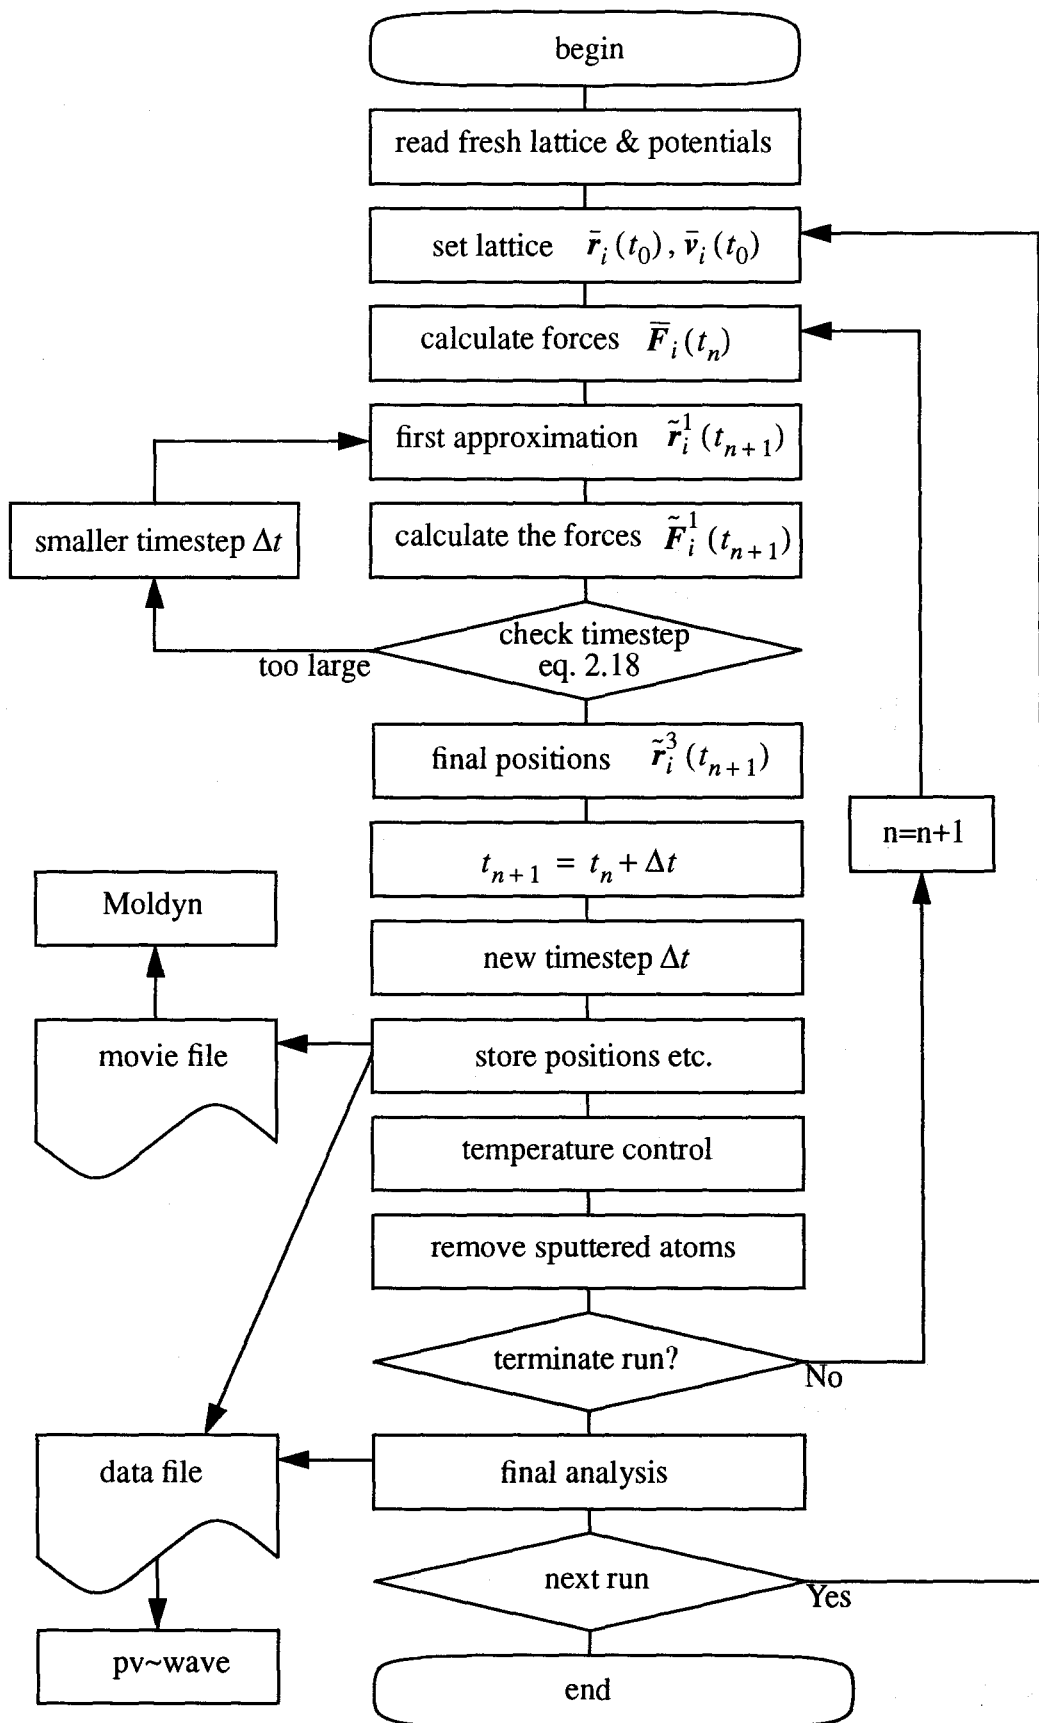 begin
read fresh lattice & potentials
set lattice r̄ᵢ(t₀), v̄ᵢ(t₀)
calculate forces F̄ᵢ(tₙ)
first approximation r̃ᵢ¹(tₙ₊₁)
smaller timestep Δt
calculate the forces F̃ᵢ¹(tₙ₊₁)
check timestep
eq. 2.18
too large
final positions r̃ᵢ³(tₙ₊₁)
n=n+1
tₙ₊₁ = tₙ + Δt
Moldyn
new timestep Δt
movie file
store positions etc.
temperature control
remove sputtered atoms
terminate run?
No
data file
final analysis
next run
Yes
pv~wave
end